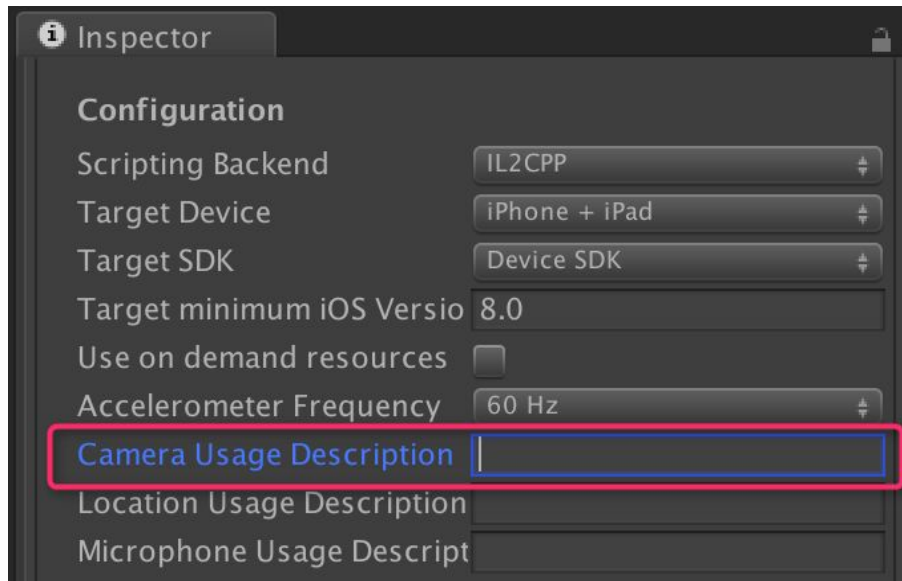 Inspector
Configuration
Scripting Backend IL2CPP
Target Device iPhone + iPad
Target SDK Device SDK
Target minimum iOS Versio 8.0
Use on demand resources
Accelerometer Frequency 60 Hz
Camera Usage Description
Location Usage Description
Microphone Usage Descript